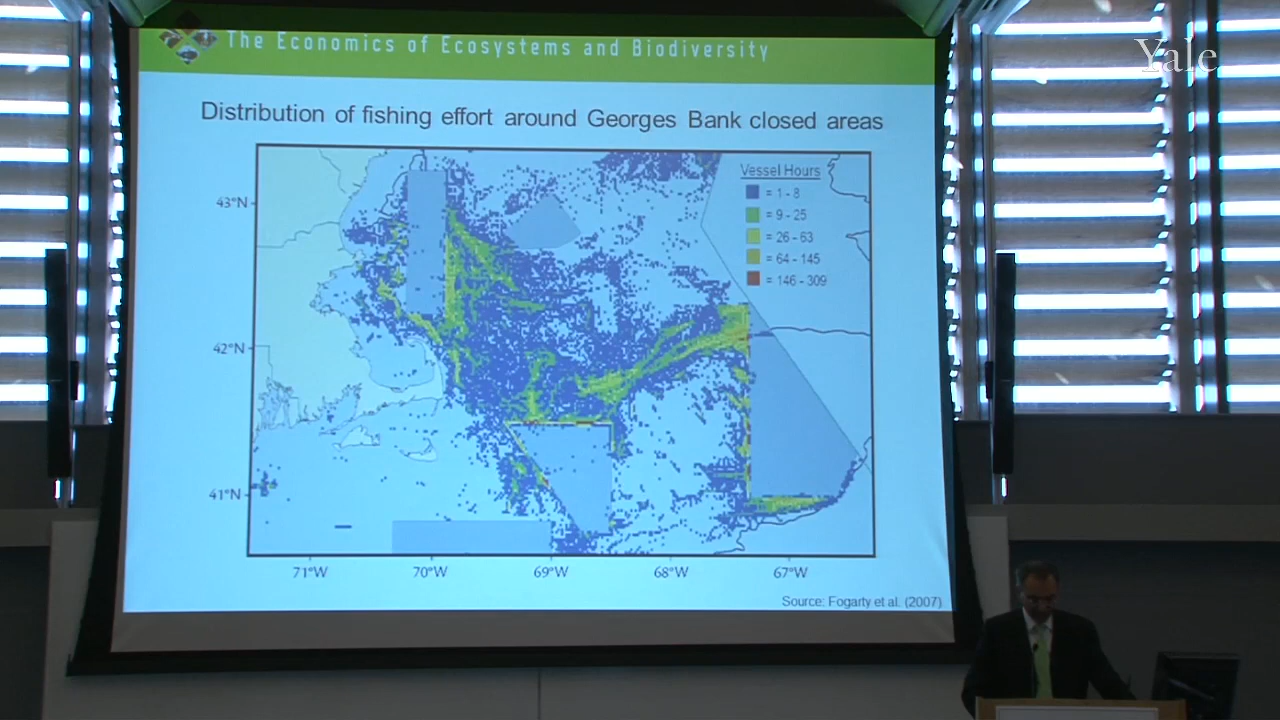 The Economics of Ecosystems and Biodiversity
Yale
Distribution of fishing effort around Georges Bank closed areas
Vessel Hours
= 1 - 8
= 9 - 25
= 26 - 63
= 64 - 145
= 146 - 309
43°N
42°N
41°N
71°W
70°W
69°W
68°W
67°W
Source: Fogarty et al. (2007)